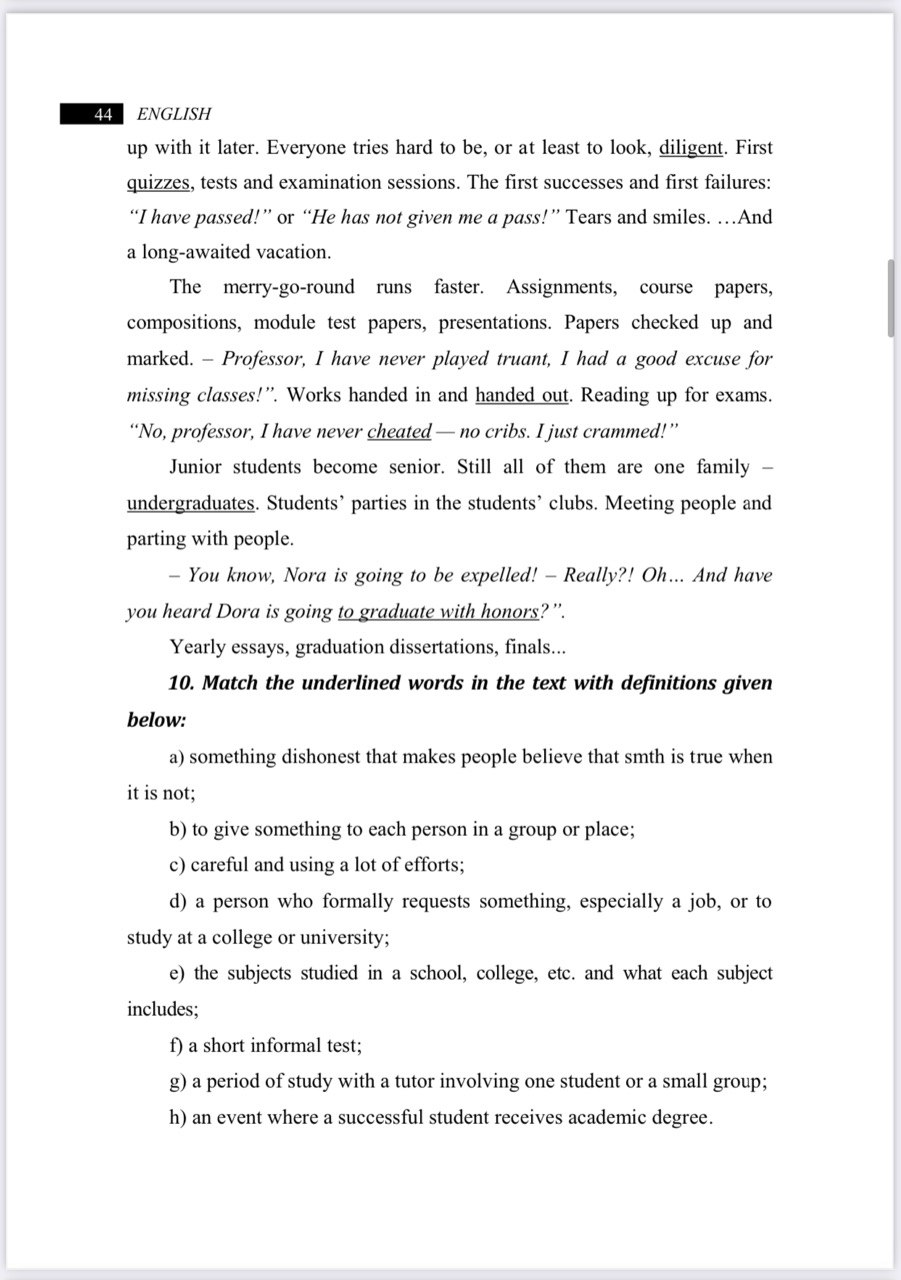 44 ENGLISH
up with it later. Everyone tries hard to be, or at least to look, diligent. First
quizzes, tests and examination sessions. The first successes and first failures:
“I have passed!” or “He has not given me a pass!” Tears and smiles. …And
a long-awaited vacation.
The merry-go-round runs faster. Assignments, course papers,
compositions, module test papers, presentations. Papers checked up and
marked. – Professor, I have never played truant, I had a good excuse for
missing classes!”. Works handed in and handed out. Reading up for exams.
“No, professor, I have never cheated — no cribs. I just crammed!”
Junior students become senior. Still all of them are one family –
undergraduates. Students’ parties in the students’ clubs. Meeting people and
parting with people.
– You know, Nora is going to be expelled! – Really?! Oh… And have
you heard Dora is going to graduate with honors?”.
Yearly essays, graduation dissertations, finals...
10. Match the underlined words in the text with definitions given
below:
a) something dishonest that makes people believe that smth is true when
it is not;
b) to give something to each person in a group or place;
c) careful and using a lot of efforts;
d) a person who formally requests something, especially a job, or to
study at a college or university;
e) the subjects studied in a school, college, etc. and what each subject
includes;
f) a short informal test;
g) a period of study with a tutor involving one student or a small group;
h) an event where a successful student receives academic degree.